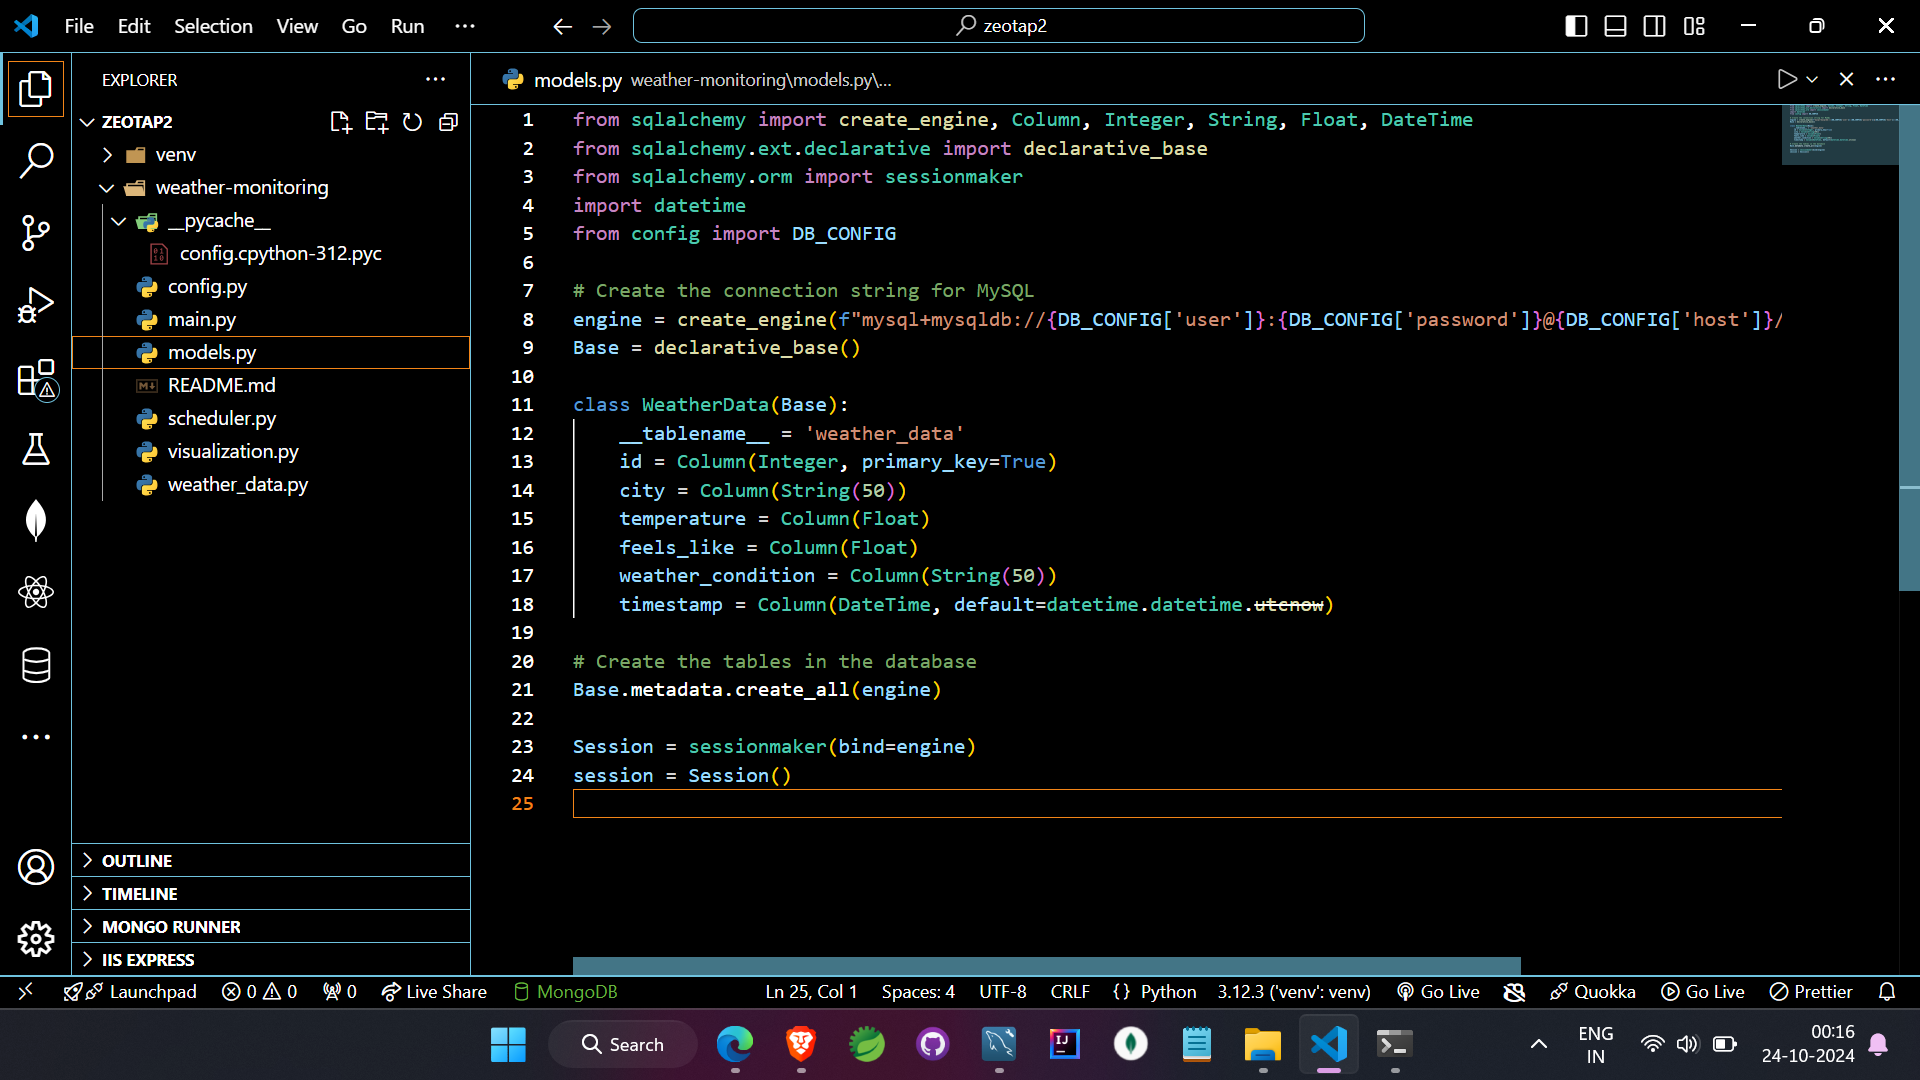 File Edit Selection View Go Run ···
zeotap2
EXPLORER
ZEOTAP2
venv
weather-monitoring
__pycache__
config.cpython-312.pyc
config.py
main.py
models.py
README.md
scheduler.py
visualization.py
weather_data.py
OUTLINE
TIMELINE
MONGO RUNNER
IIS EXPRESS
models.py weather-monitoring\models.py\...
1 from sqlalchemy import create_engine, Column, Integer, String, Float, DateTime
2 from sqlalchemy.ext.declarative import declarative_base
3 from sqlalchemy.orm import sessionmaker
4 import datetime
5 from config import DB_CONFIG
6
7 # Create the connection string for MySQL
8 engine = create_engine(f"mysql+mysqldb://{DB_CONFIG['user']}:{DB_CONFIG['password']}@{DB_CONFIG['host']}/
9 Base = declarative_base()
10
11 class WeatherData(Base):
12     __tablename__ = 'weather_data'
13     id = Column(Integer, primary_key=True)
14     city = Column(String(50))
15     temperature = Column(Float)
16     feels_like = Column(Float)
17     weather_condition = Column(String(50))
18     timestamp = Column(DateTime, default=datetime.datetime.utcnow)
19
20 # Create the tables in the database
21 Base.metadata.create_all(engine)
22
23 Session = sessionmaker(bind=engine)
24 session = Session()
25
Launchpad 0 0 0 Live Share MongoDB Ln 25, Col 1 Spaces: 4 UTF-8 CRLF {} Python 3.12.3 ('venv': venv) Go Live Quokka Go Live Prettier
Search
ENG
IN
00:16
24-10-2024